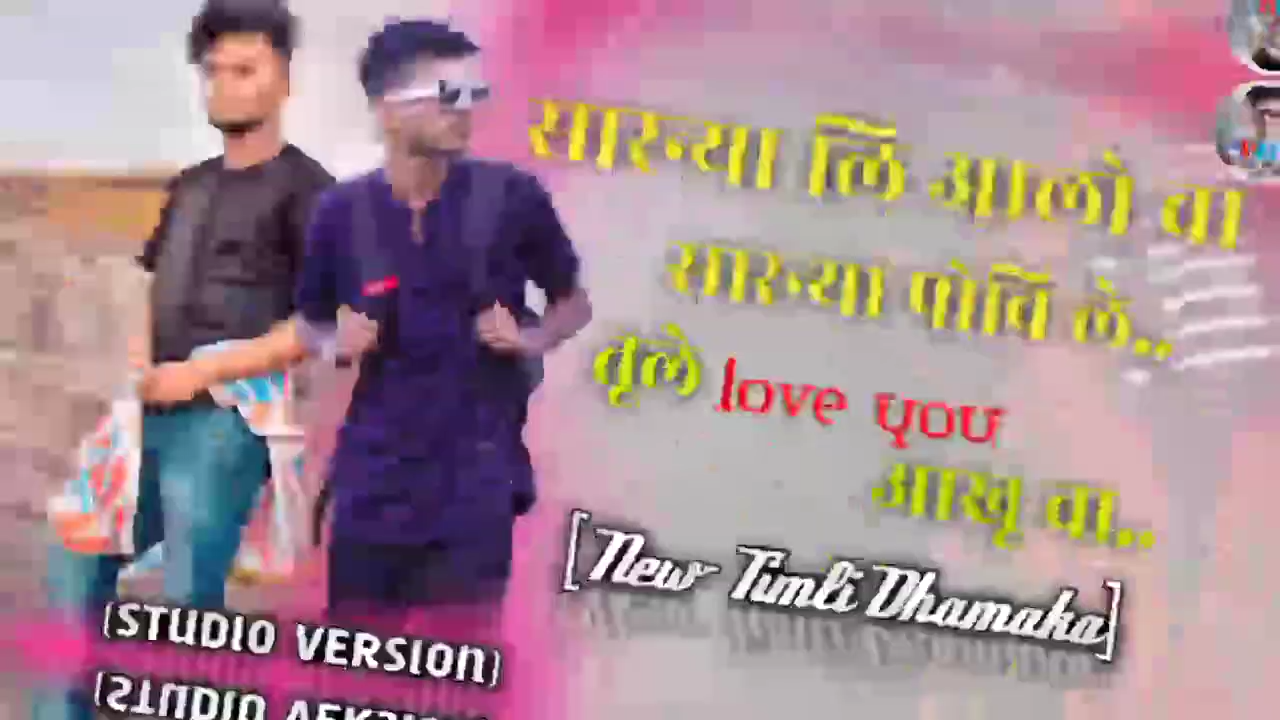 सारन्या लिं आलो वा
सारन्या पोविं ले..
तुले love you
आखू वा..
[New Timli Dhamaka]
(STUDIO VERSION)